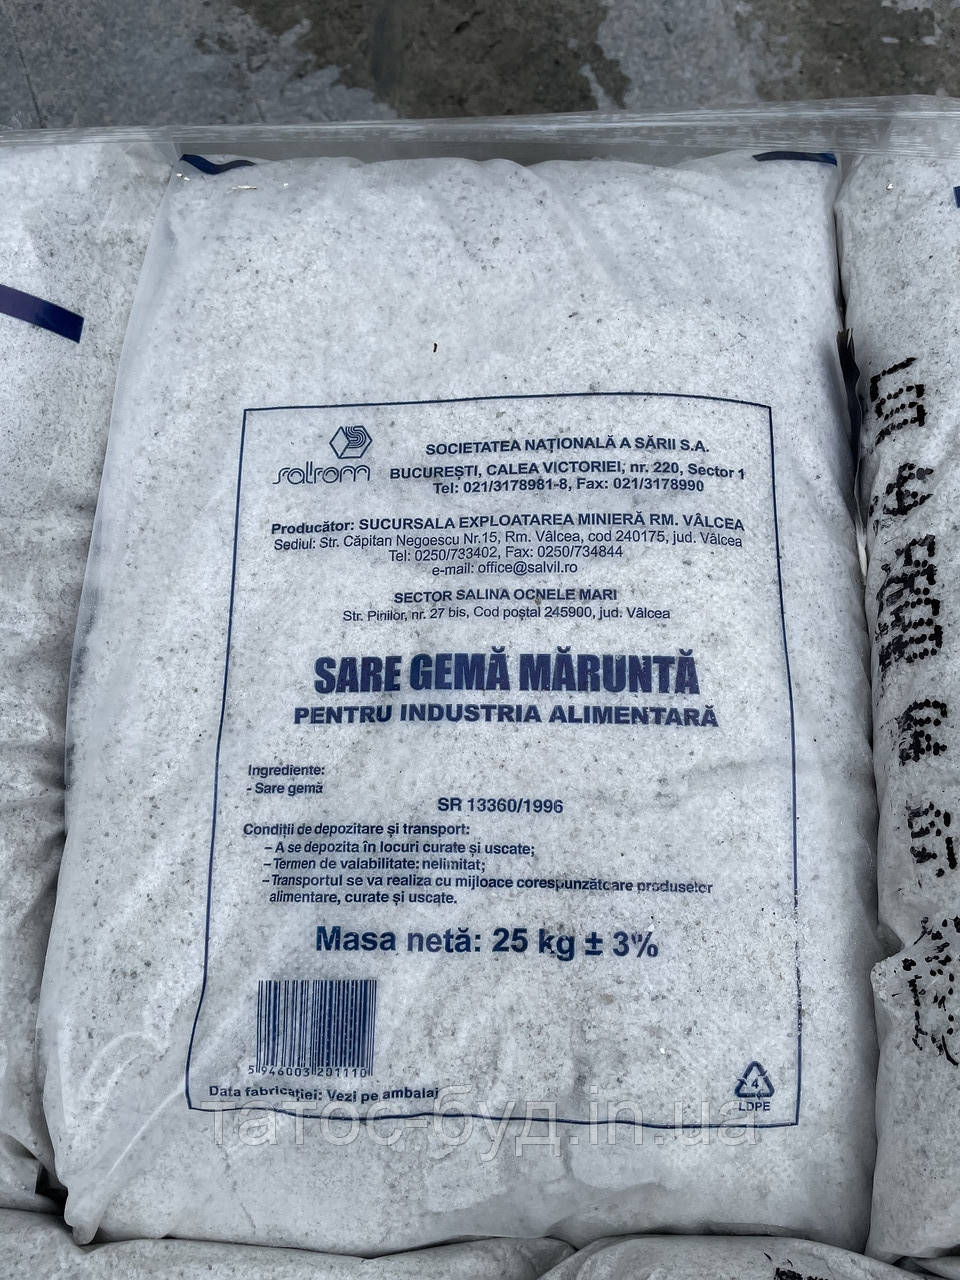 salrom
SOCIETATEA NAȚIONALĂ A SĂRII S.A.
BUCUREȘTI, CALEA VICTORIEI, nr. 220, Sector 1
Tel: 021/3178981-8, Fax: 021/3178990
Producător: SUCURSALA EXPLOATAREA MINIERĂ RM. VÂLCEA
Sediul: Str. Căpitan Negoescu Nr.15, Rm. Vâlcea, cod 240175, jud. Vâlcea
Tel: 0250/733402, Fax: 0250/734844
e-mail: office@salvil.ro
SECTOR SALINA OCNELE MARI
Str. Pinilor, nr. 27 bis, Cod poștal 245900, jud. Vâlcea
SARE GEMĂ MĂRUNTĂ
PENTRU INDUSTRIA ALIMENTARĂ
Ingrediente:
- Sare gemă
SR 13360/1996
Condiții de depozitare și transport:
– A se depozita în locuri curate și uscate;
– Termen de valabilitate: nelimitat;
– Transportul se va realiza cu mijloace corespunzătoare produselor
alimentare, curate și uscate.
Masa netă: 25 kg ± 3%
5 946003 201110
Data fabricației: Vezi pe ambalaj
4
LDPE
LOT
татос-буд.in.ua